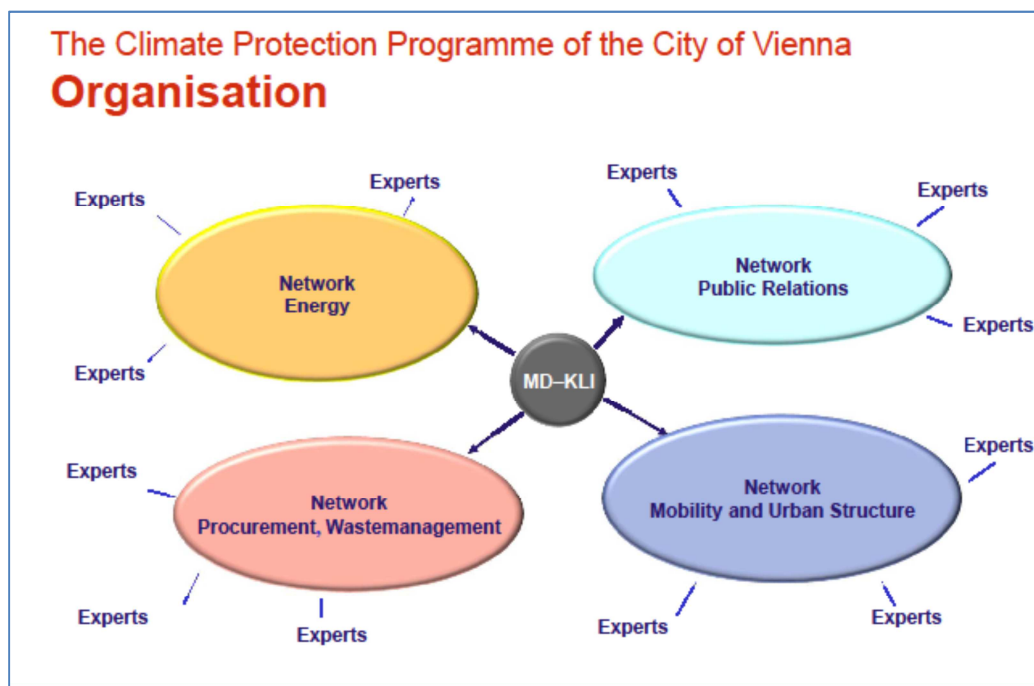 The Climate Protection Programme of the City of Vienna
Organisation
Experts
Experts
Network
Energy
Experts
Experts
Experts
Network
Public Relations
Experts
MD–KLI
Experts
Network
Procurement, Wastemanagement
Experts
Experts
Experts
Network
Mobility and Urban Structure
Experts
Experts